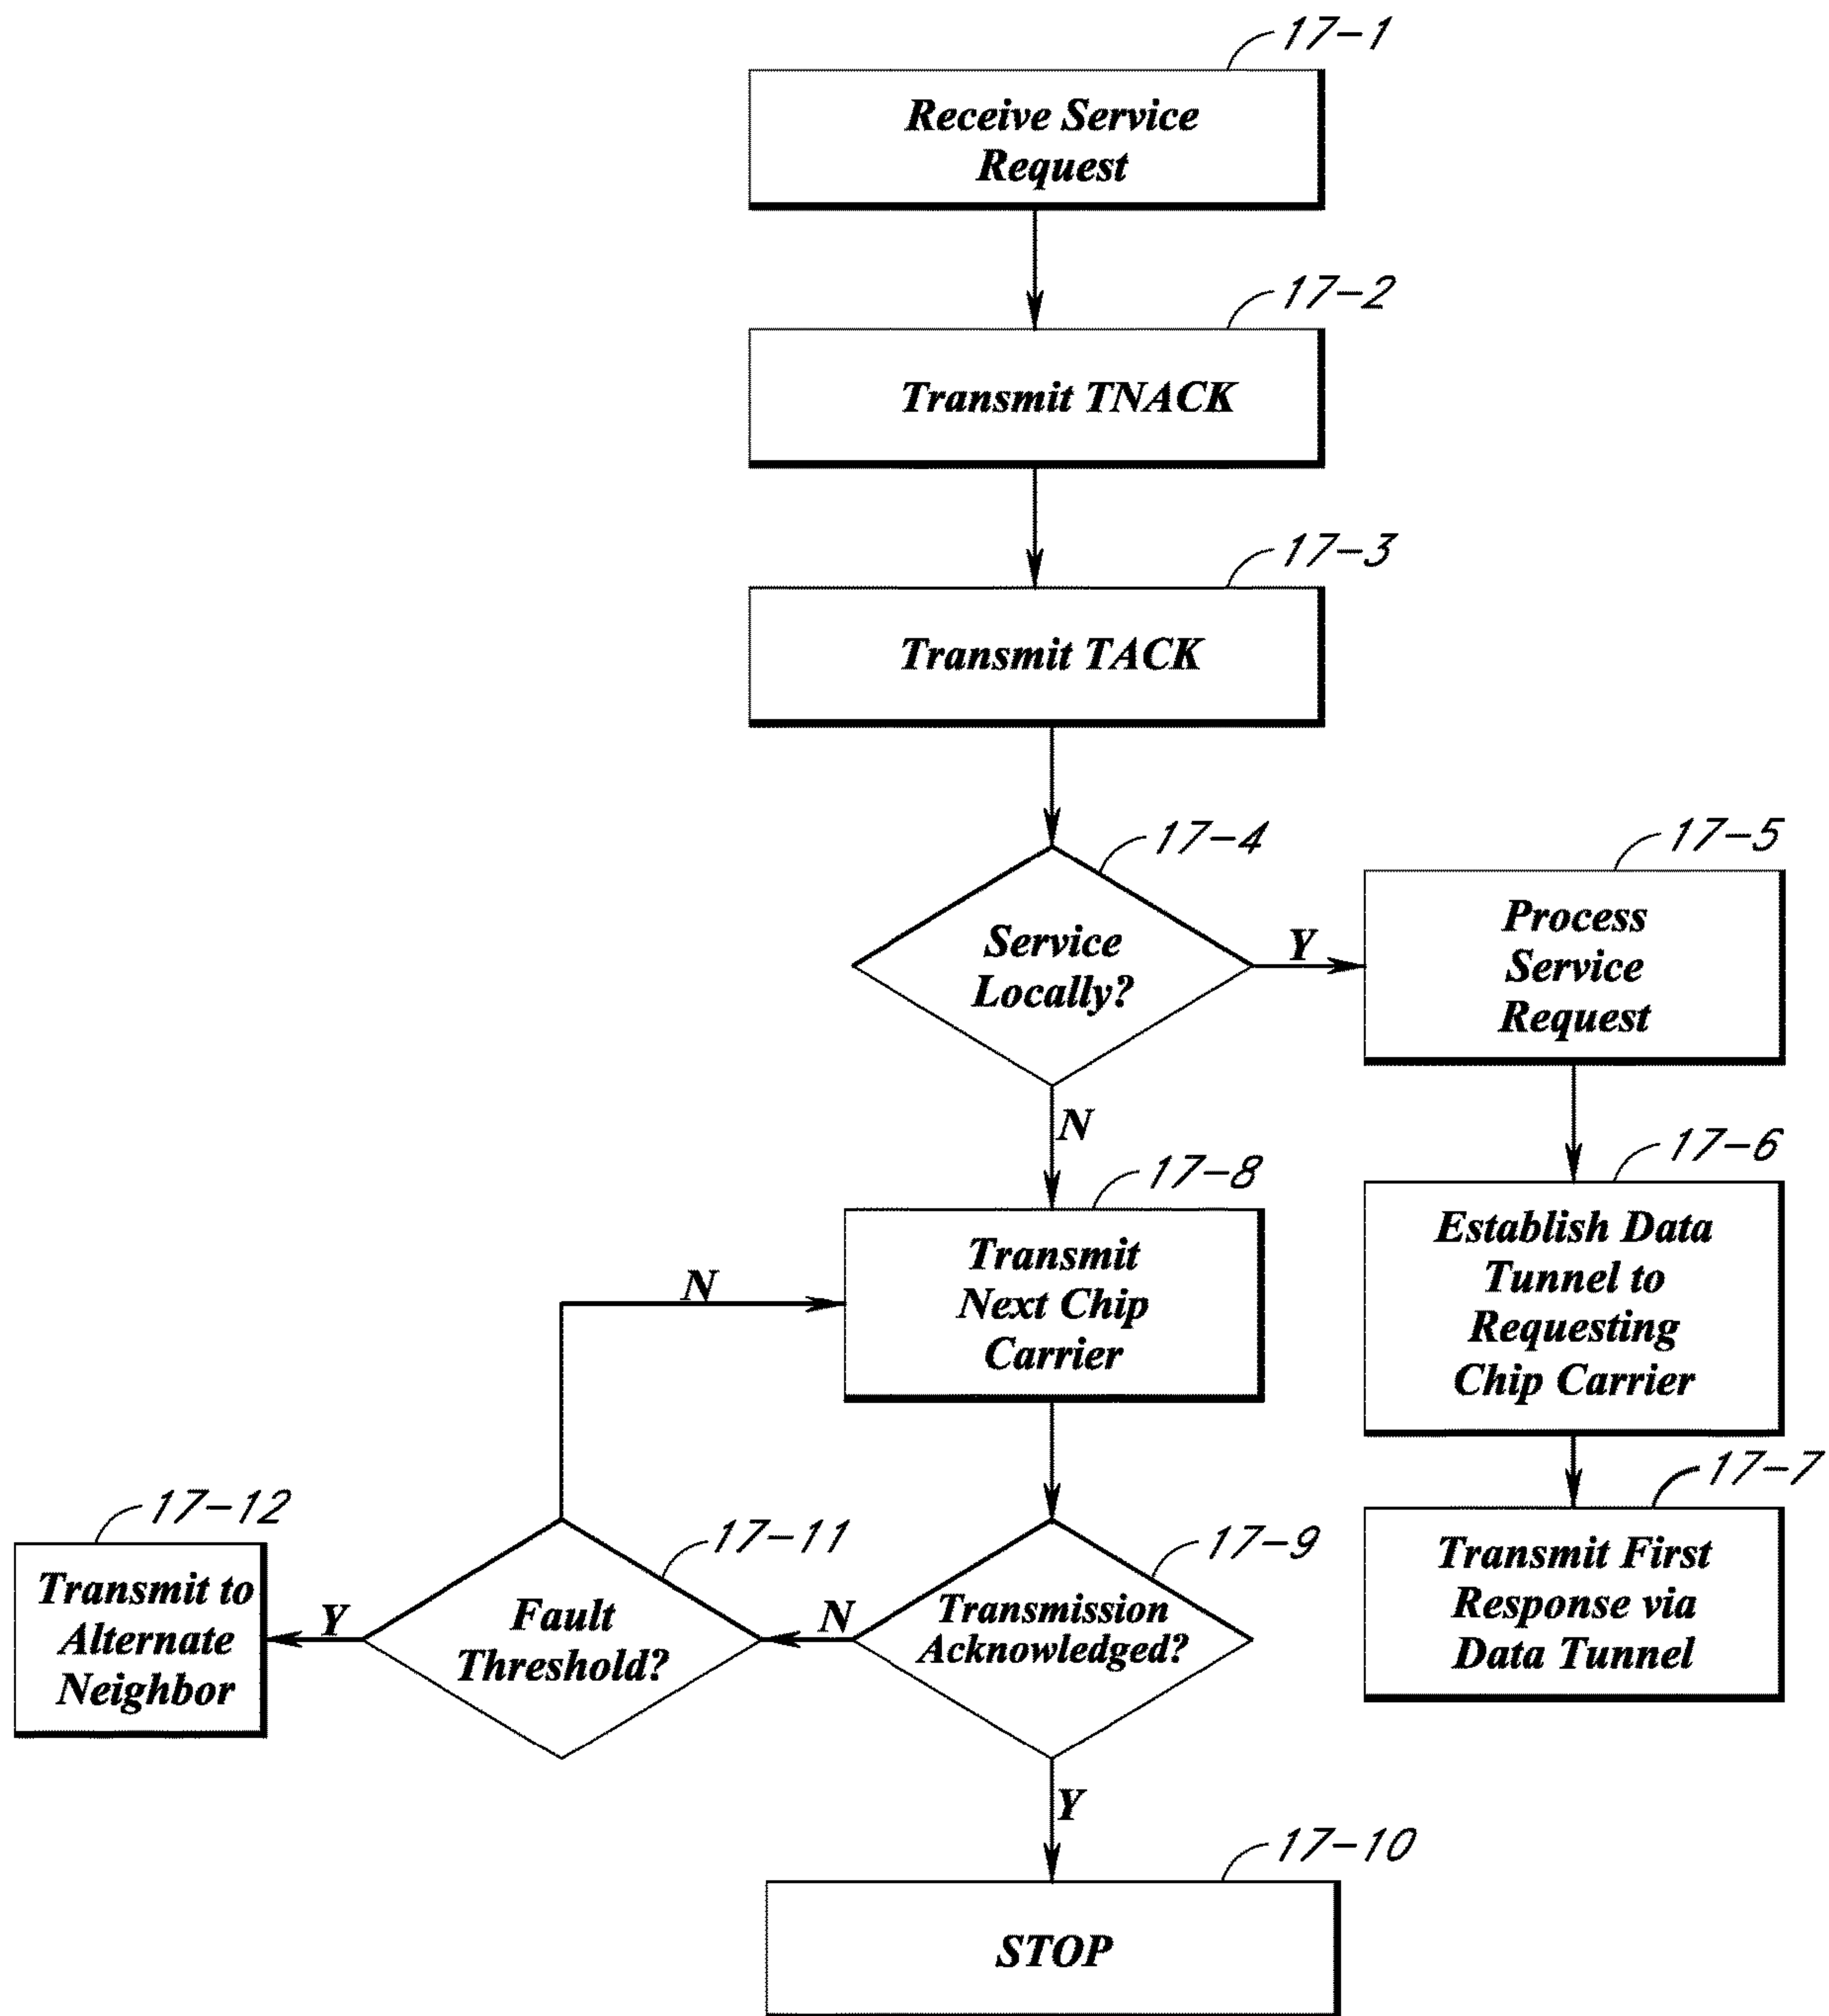 17-1
Receive Service
Request
17-2
Transmit TNACK
17-3
Transmit TACK
17-4
Service
Locally?
Y
17-5
Process
Service
Request
N
17-6
Establish Data
Tunnel to
Requesting
Chip Carrier
17-7
Transmit First
Response via
Data Tunnel
17-8
Transmit
Next Chip
Carrier
N
17-9
Transmission
Acknowledged?
N
17-11
Fault
Threshold?
Y
17-12
Transmit to
Alternate
Neighbor
Y
17-10
STOP